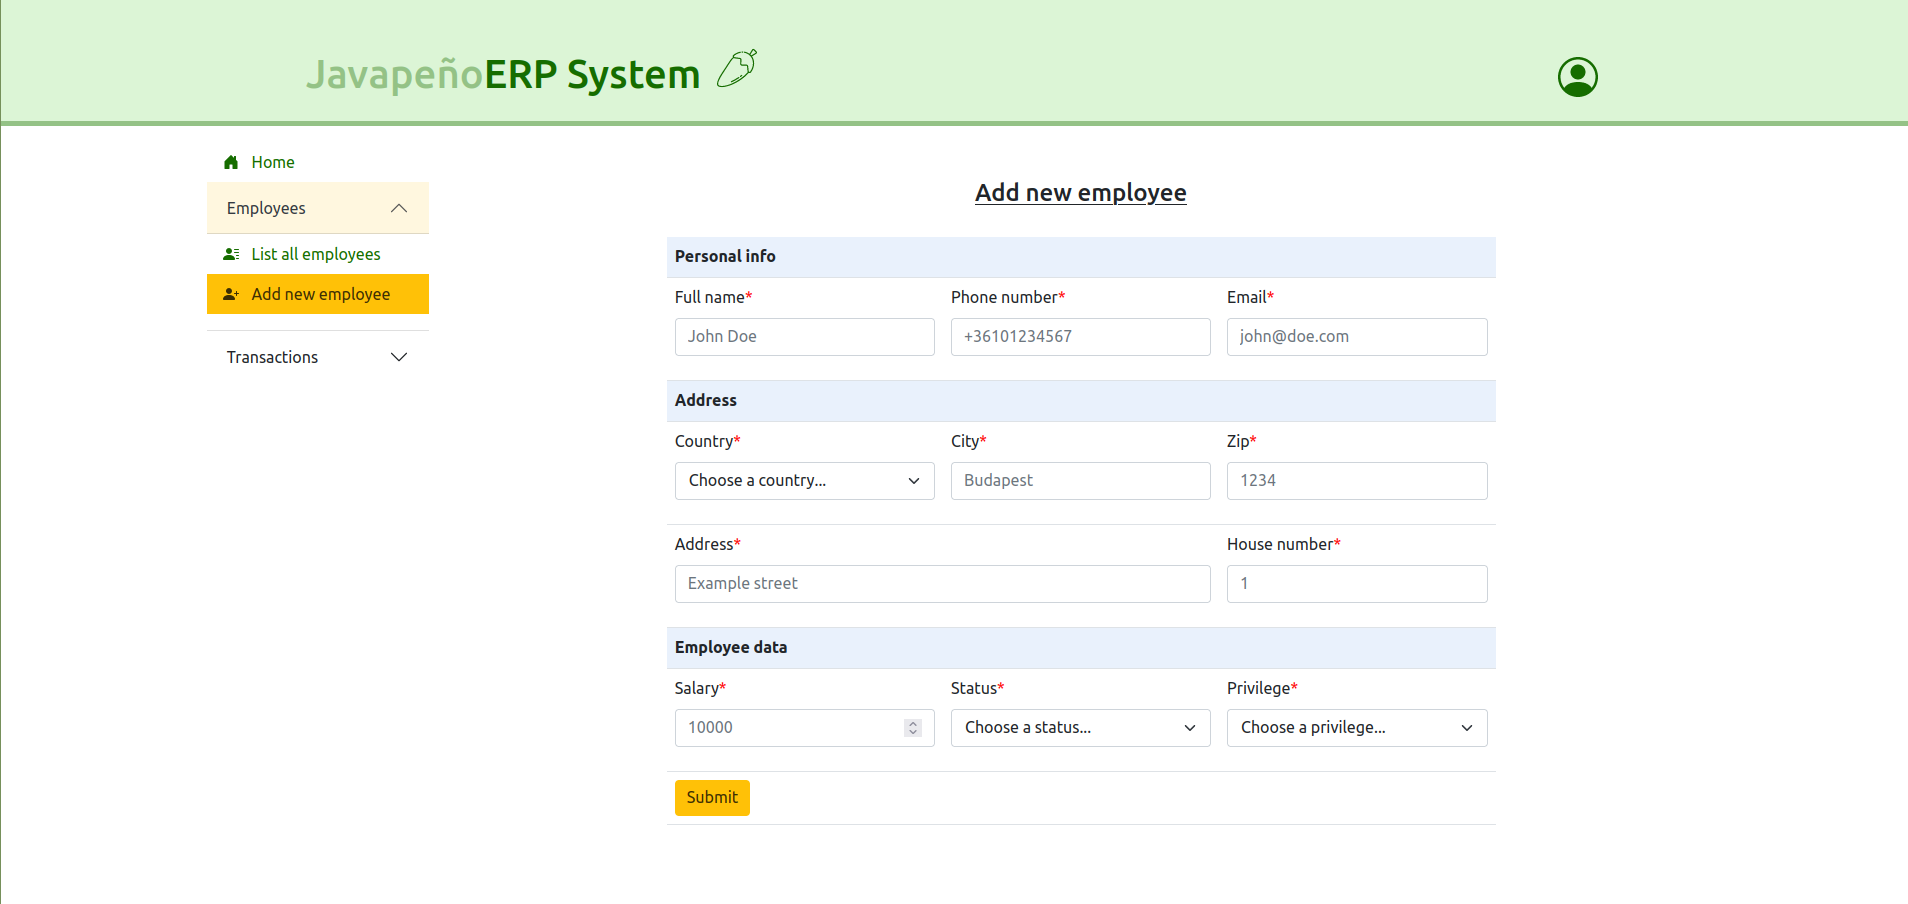 JavapeñoERP System
Home
Employees
List all employees
Add new employee
Transactions
Add new employee
Personal info
Full name* Phone number* Email*
John Doe +36101234567 john@doe.com
Address
Country* City* Zip*
Choose a country... Budapest 1234
Address* House number*
Example street 1
Employee data
Salary* Status* Privilege*
10000 Choose a status... Choose a privilege...
Submit